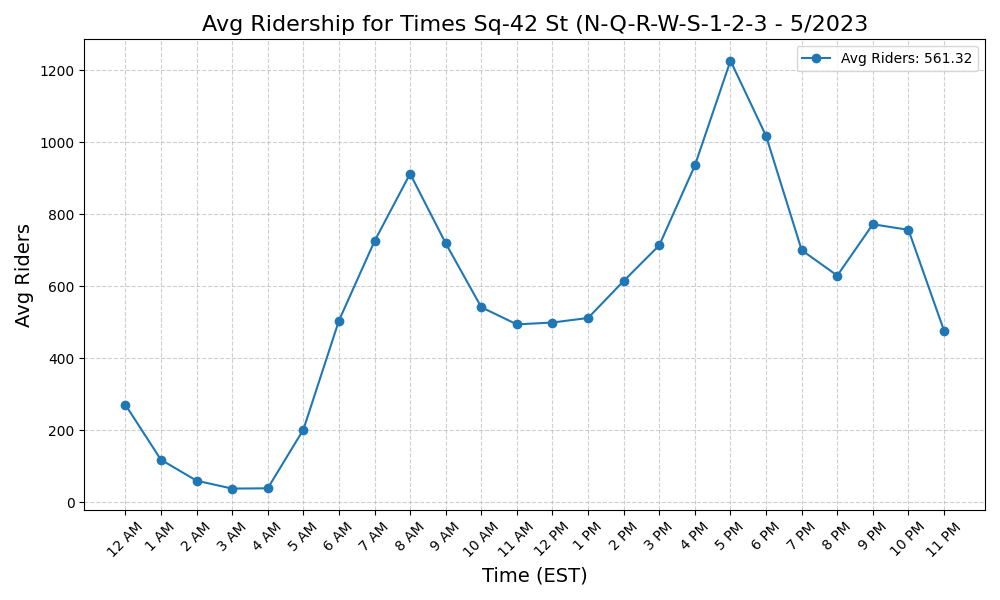 Avg Ridership for Times Sq-42 St (N-Q-R-W-S-1-2-3 - 5/2023
Avg Riders: 561.32
Avg Riders
1200
1000
800
600
400
200
0
12 AM
1 AM
2 AM
3 AM
4 AM
5 AM
6 AM
7 AM
8 AM
9 AM
10 AM
11 AM
12 PM
1 PM
2 PM
3 PM
4 PM
5 PM
6 PM
7 PM
8 PM
9 PM
10 PM
11 PM
Time (EST)